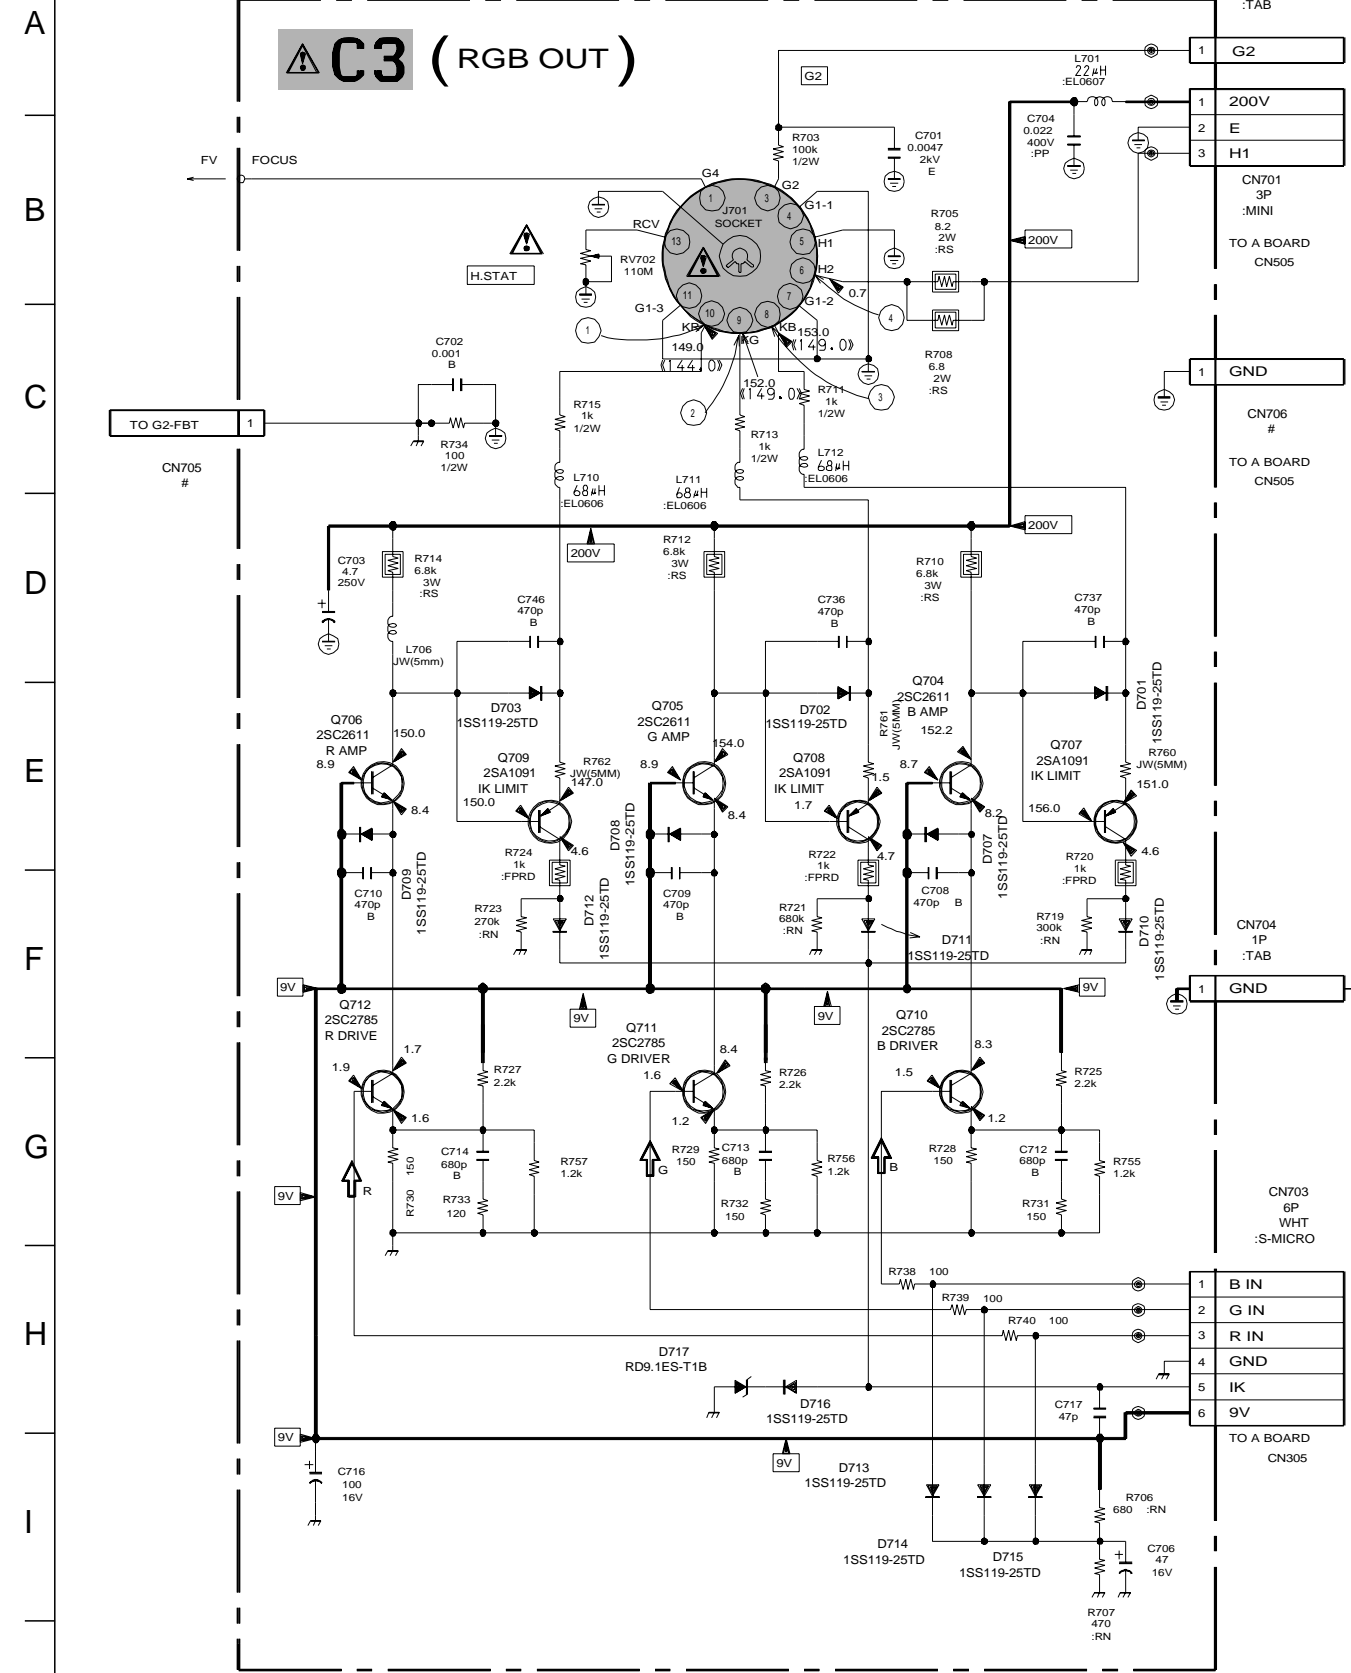 A
B
C
D
E
F
G
H
I
C3 ( RGB OUT )
:TAB
1 G2
G2
L701
22μH
:EL0607
1 200V
2 E
3 H1
CN701
3P
:MINI
TO A BOARD
CN505
C704
0.022
400V
:PP
R703
100k
1/2W
C701
0.0047
2kV
E
FV
FOCUS
G4
G2
1
3
4
G1-1
J701
SOCKET
RCV
13
5
H1
6
H2
7
G1-2
8
KB
9
KG
10
KR
11
G1-3
RV702
110M
H.STAT
0.7
R705
8.2
2W
:RS
200V
R708
6.8
2W
:RS
1
2
3
4
149.0
《144.0》
152.0
《149.0》
153.0
《149.0》
C702
0.001
B
TO G2-FBT 1
CN705
#
R734
100
1/2W
R715
1k
1/2W
R713
1k
1/2W
R711
1k
1/2W
L710
68μH
:EL0606
L711
68μH
:EL0606
L712
68μH
:EL0606
1 GND
CN706
#
TO A BOARD
CN505
200V
200V
C703
4.7
250V
R714
6.8k
3W
:RS
R712
6.8k
3W
:RS
R710
6.8k
3W
:RS
L706
JW(5mm)
C746
470p
B
C736
470p
B
C737
470p
B
D703
1SS119-25TD
D702
1SS119-25TD
D701
1SS119-25TD
Q706
2SC2611
R AMP
8.9
150.0
8.4
Q709
2SA1091
IK LIMIT
150.0
R762
JW(5MM)
147.0
4.6
Q705
2SC2611
G AMP
8.9
154.0
8.4
Q708
2SA1091
IK LIMIT
1.7
R761
JW(5MM)
1.5
4.7
Q704
2SC2611
B AMP
152.2
8.7
8.2
Q707
2SA1091
IK LIMIT
156.0
R760
JW(5MM)
151.0
4.6
D709
1SS119-25TD
D708
1SS119-25TD
D707
1SS119-25TD
C710
470p
B
C709
470p
B
C708
470p B
R724
1k
:FPRD
R722
1k
:FPRD
R720
1k
:FPRD
R723
270k
:RN
R721
680k
:RN
R719
300k
:RN
D712
1SS119-25TD
D711
1SS119-25TD
D710
1SS119-25TD
CN704
1P
:TAB
1 GND
9V
9V
9V
9V
Q712
2SC2785
R DRIVE
1.9
1.7
1.6
Q711
2SC2785
G DRIVER
1.6
8.4
1.2
Q710
2SC2785
B DRIVER
1.5
8.3
1.2
R727
2.2k
R726
2.2k
R725
2.2k
R
G
B
R730 150
R729
150
R728
150
C714
680p
B
C713
680p
B
C712
680p
B
R757
1.2k
R756
1.2k
R755
1.2k
R733
120
R732
150
R731
150
9V
CN703
6P
WHT
:S-MICRO
1 B IN
2 G IN
3 R IN
4 GND
5 IK
6 9V
TO A BOARD
CN305
R738 100
R739 100
R740 100
D717
RD9.1ES-T1B
D716
1SS119-25TD
C717
47p
9V
9V
C716
100
16V
D713
1SS119-25TD
D714
1SS119-25TD
D715
1SS119-25TD
R706
680 :RN
C706
47
16V
R707
470
:RN